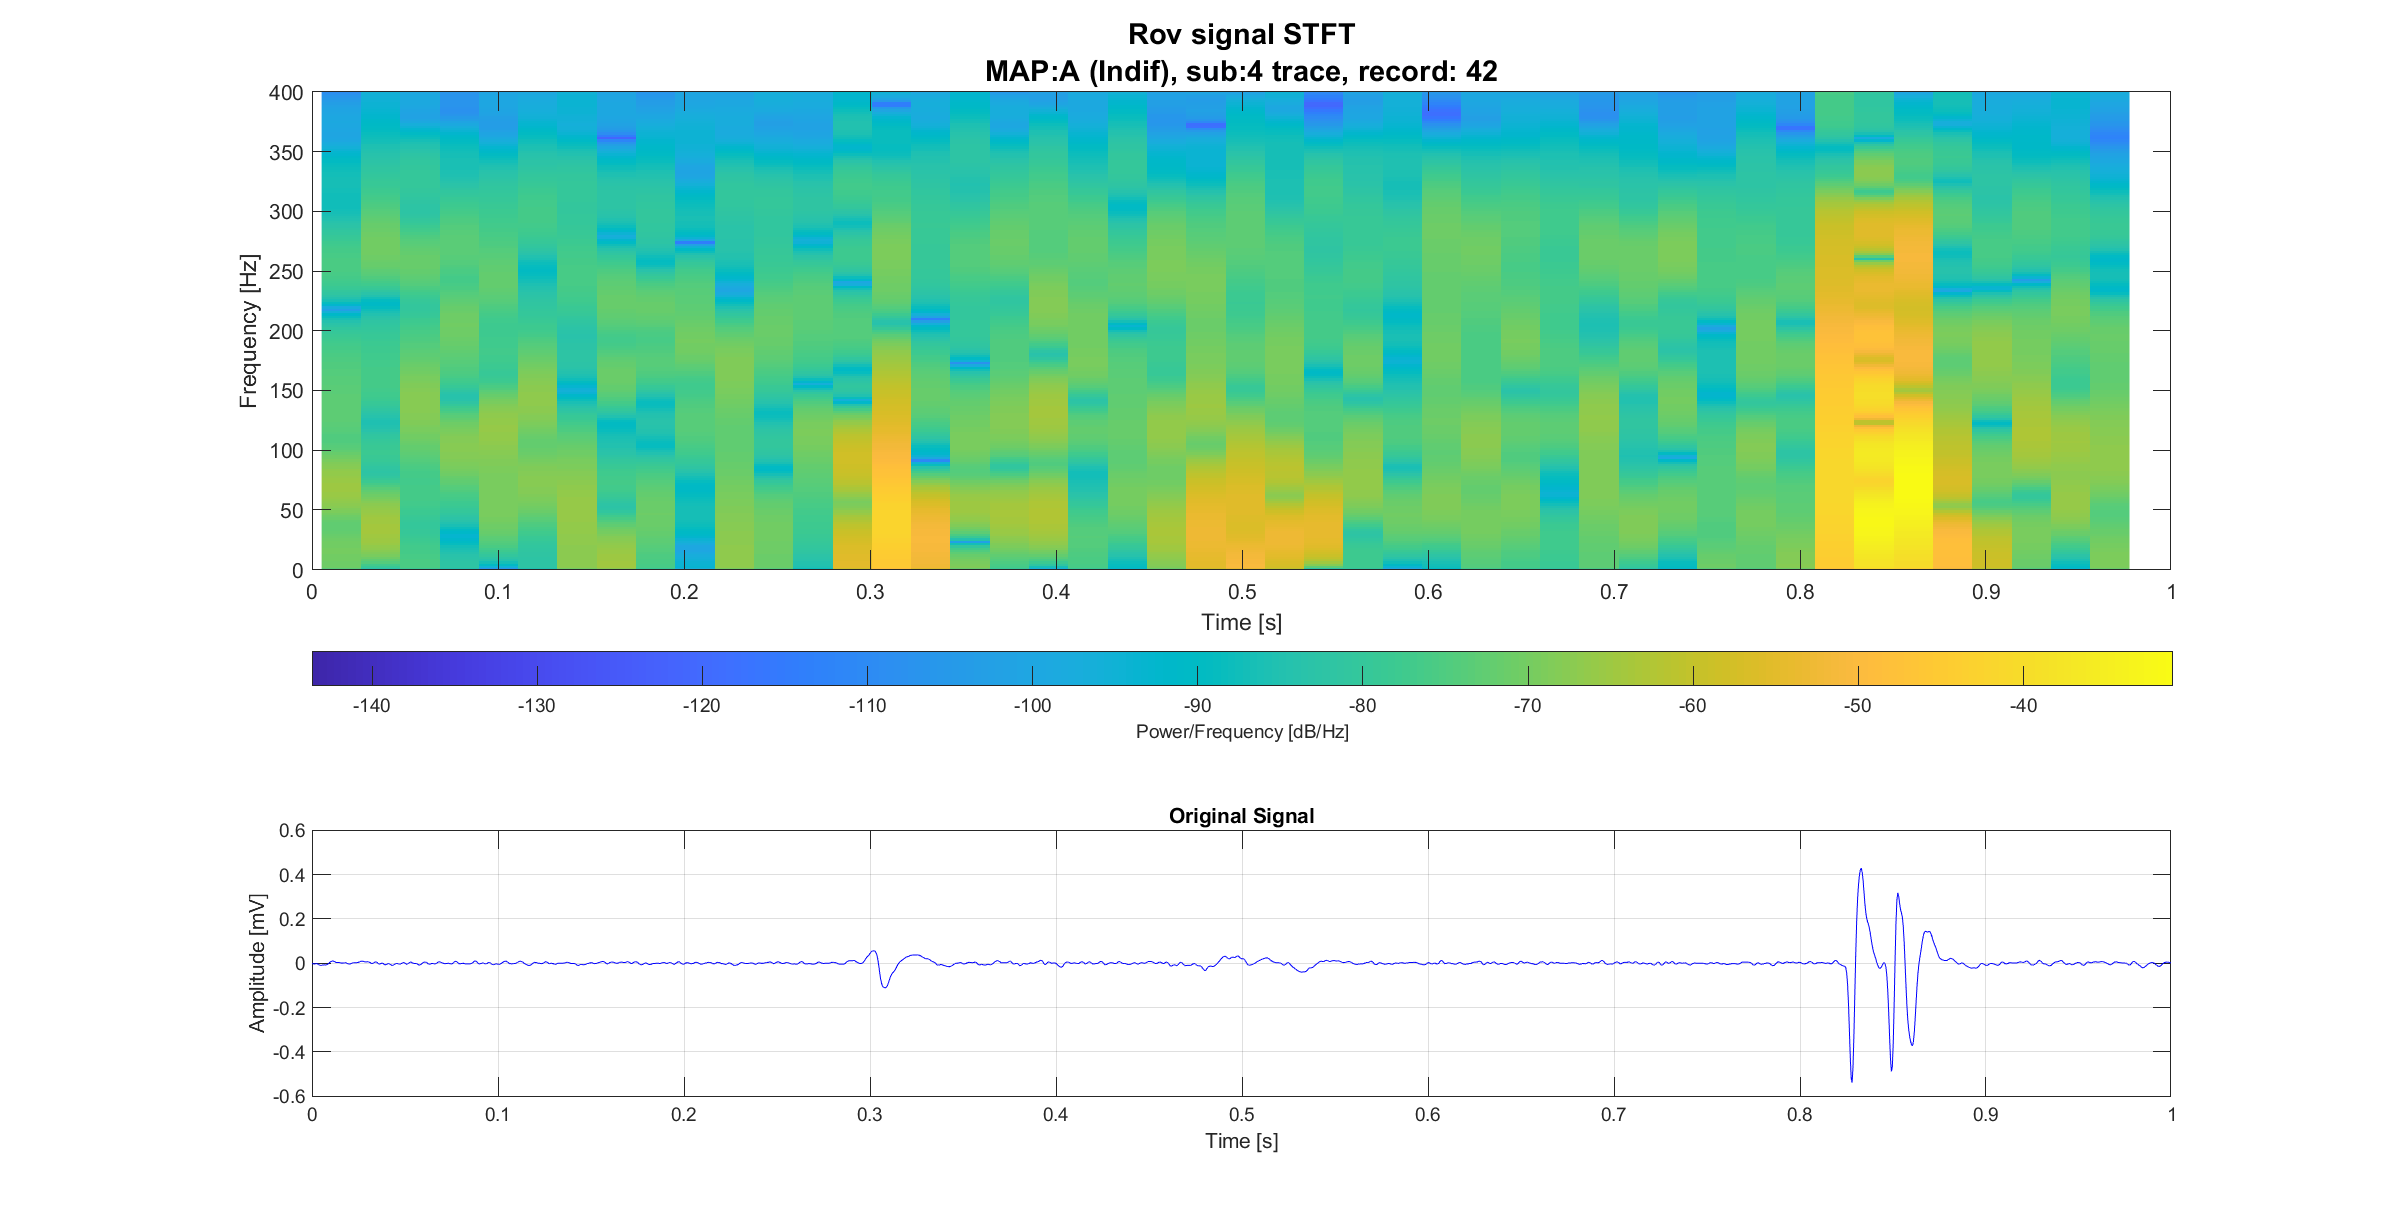 Rov signal STFT
MAP:A (Indif), sub:4 trace, record: 42
400
350
300
250
200
150
100
50
0
Frequency [Hz]
0 0.1 0.2 0.3 0.4 0.5 0.6 0.7 0.8 0.9 1
Time [s]
-140 -130 -120 -110 -100 -90 -80 -70 -60 -50 -40
Power/Frequency [dB/Hz]
Original Signal
0.6
0.4
0.2
0
-0.2
-0.4
-0.6
Amplitude [mV]
0 0.1 0.2 0.3 0.4 0.5 0.6 0.7 0.8 0.9 1
Time [s]